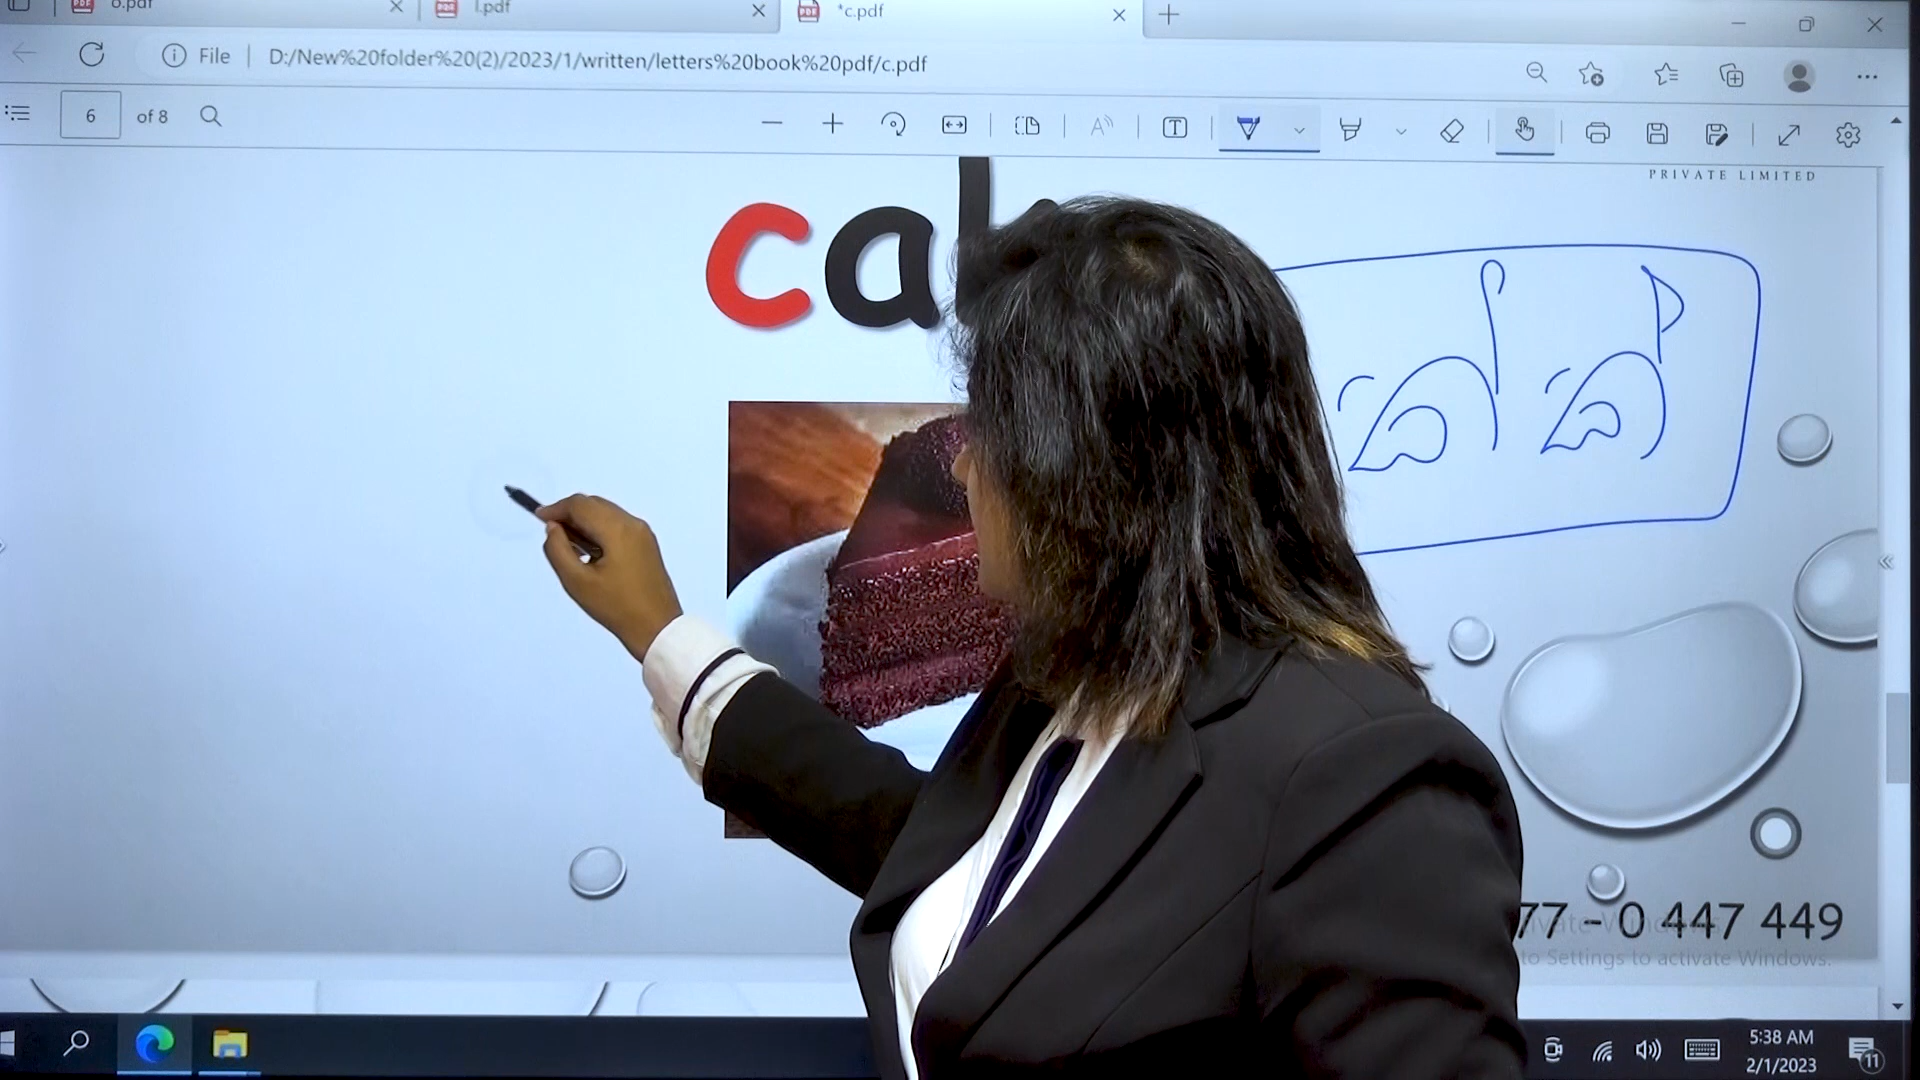 o.pdf
l.pdf
*c.pdf
File
D:/New%20folder%20(2)/2023/1/written/letters%20book%20pdf/c.pdf
6 of 8
PRIVATE LIMITED
77 - 0 447 449
to Settings to activate Windows.
5:38 AM
2/1/2023
11